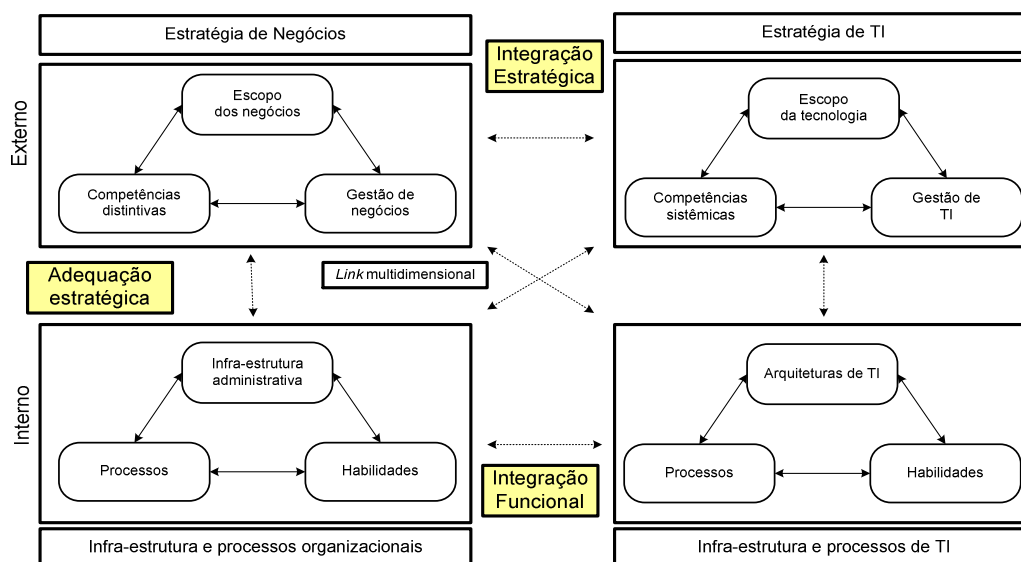 Estratégia de Negócios
Integração
Estratégica
Estratégia de TI
Externo
Escopo
dos negócios
Competências
distintivas
Gestão de
negócios
Escopo
da tecnologia
Competências
sistêmicas
Gestão de
TI
Adequação
estratégica
Link multidimensional
Interno
Infra-estrutura
administrativa
Processos
Habilidades
Arquiteturas de TI
Processos
Habilidades
Integração
Funcional
Infra-estrutura e processos organizacionais
Infra-estrutura e processos de TI